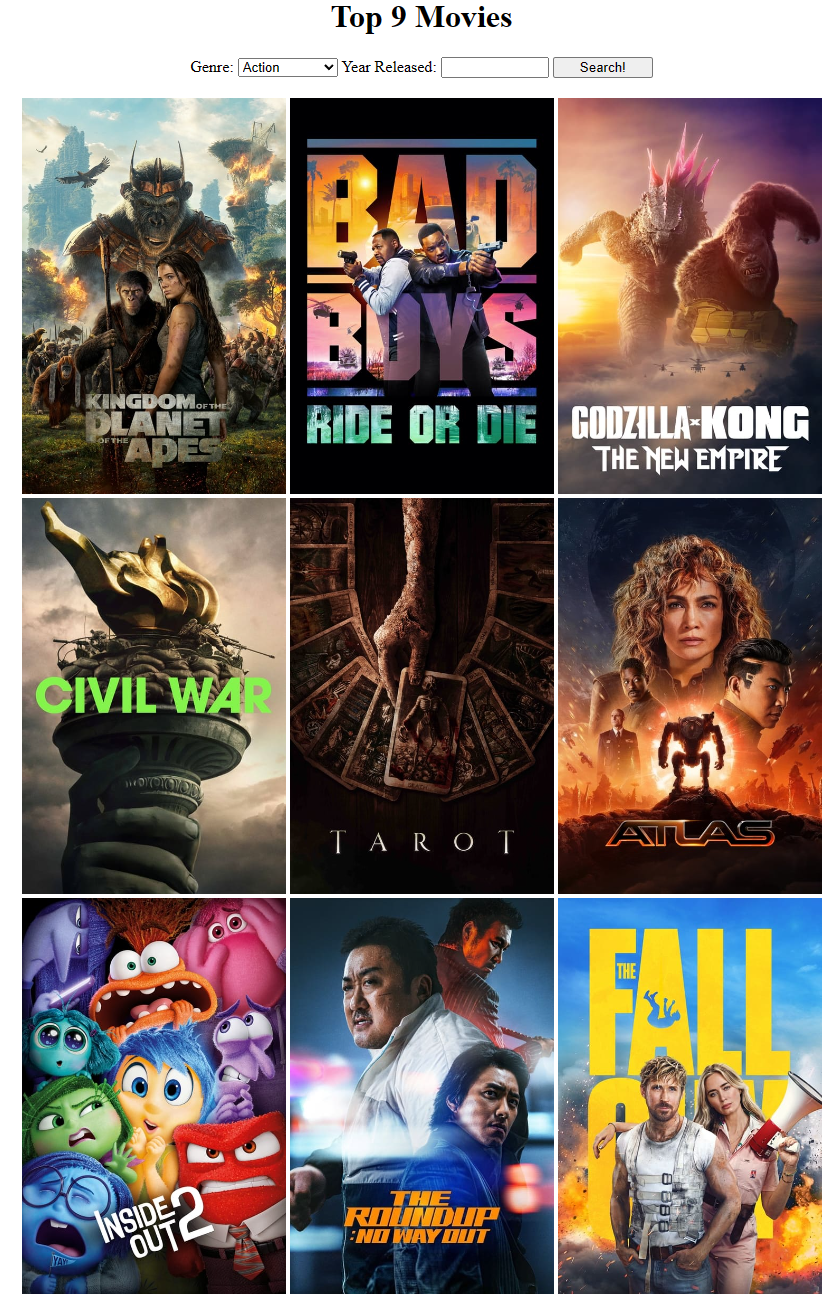 Top 9 Movies
Genre: Action Year Released: Search!
KINGDOM OF THE
PLANET
OF THE APES
BAD
BOYS
RIDE OR DIE
GODZILLA x KONG
THE NEW EMPIRE
CIVIL WAR
TAROT
ATLAS
INSIDE
OUT 2
THE
ROUNDUP
: NO WAY OUT
THE
FALL
GUY